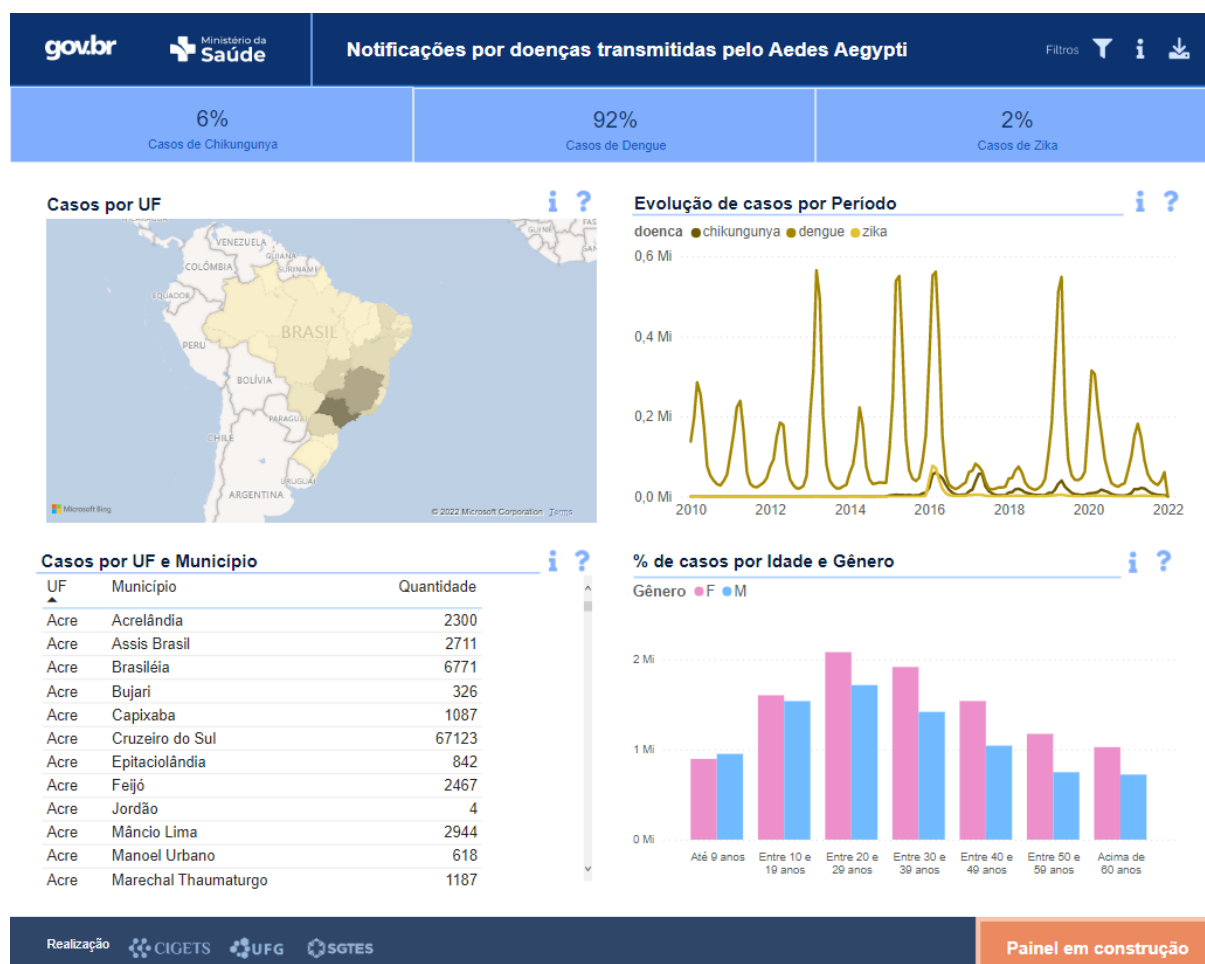 gov.br
Ministério da
Saúde
Notificações por doenças transmitidas pelo Aedes Aegypti
Filtros
6%
Casos de Chikungunya
92%
Casos de Dengue
2%
Casos de Zika
Casos por UF
VENEZUELA
GUIANA
COLÔMBIA
SURINAME
EQUADOR
BRASIL
PERU
BOLÍVIA
PARAGUAI
CHILE
URUGUAI
ARGENTINA
Microsoft Bing
© 2022 Microsoft Corporation Terms
Evolução de casos por Período
doenca chikungunya dengue zika
0,6 Mi
0,4 Mi
0,2 Mi
0,0 Mi
2010 2012 2014 2016 2018 2020 2022
Casos por UF e Município
UF Município Quantidade
Acre Acrelândia 2300
Acre Assis Brasil 2711
Acre Brasiléia 6771
Acre Bujari 326
Acre Capixaba 1087
Acre Cruzeiro do Sul 67123
Acre Epitaciolândia 842
Acre Feijó 2467
Acre Jordão 4
Acre Mâncio Lima 2944
Acre Manoel Urbano 618
Acre Marechal Thaumaturgo 1187
% de casos por Idade e Gênero
Gênero F M
2 Mi
1 Mi
0 Mi
Até 9 anos Entre 10 e 19 anos Entre 20 e 29 anos Entre 30 e 39 anos Entre 40 e 49 anos Entre 50 e 59 anos Acima de 60 anos
Realização CIGETS UFG SGTES
Painel em construção